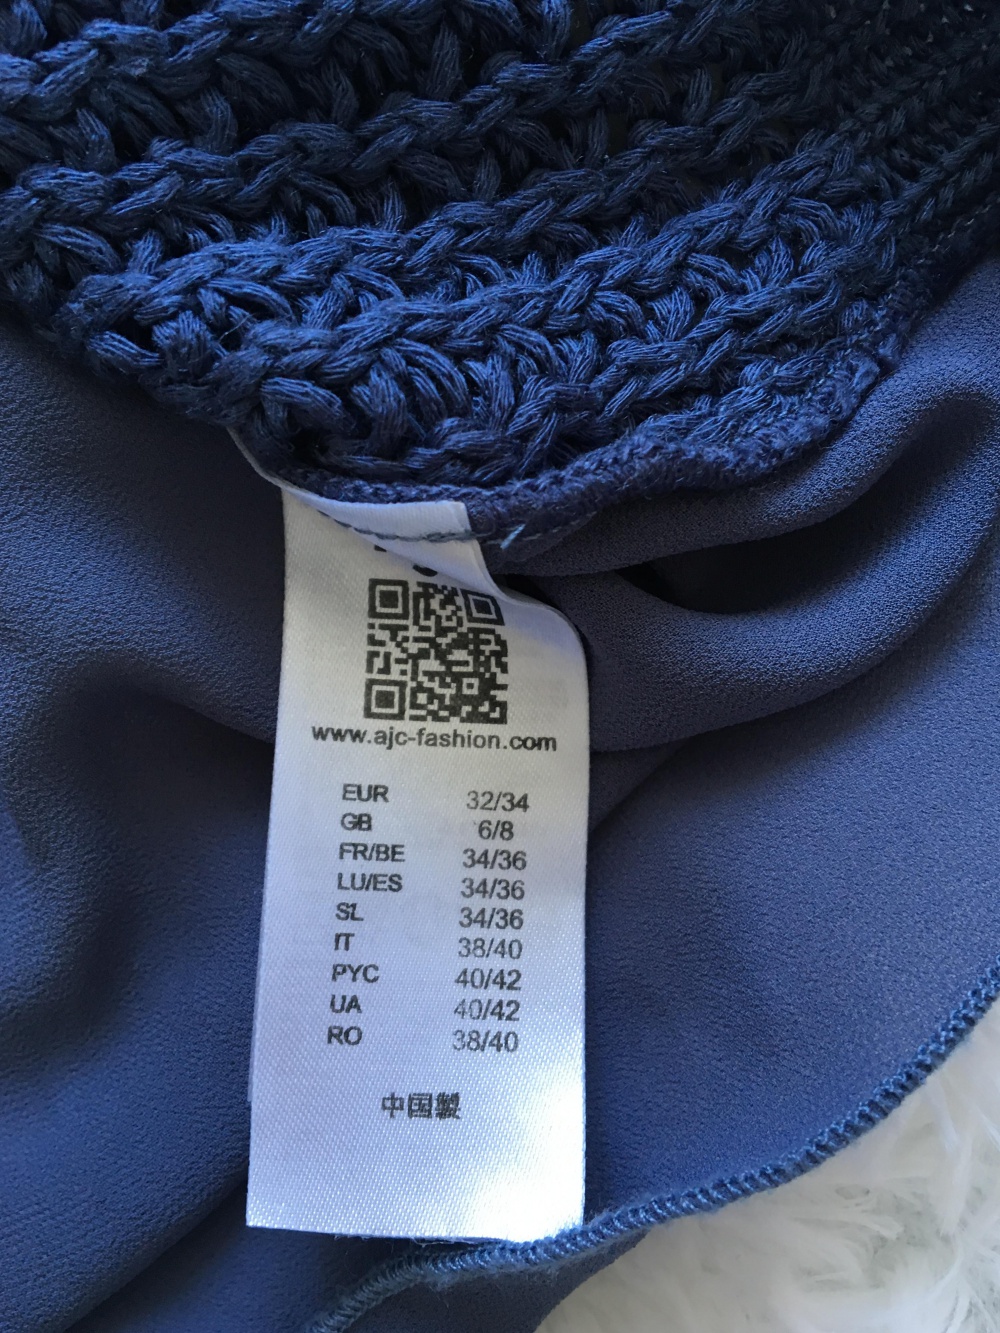 www.ajc-fashion.com
EUR 32/34
GB 6/8
FR/BE 34/36
LU/ES 34/36
SL 34/36
IT 38/40
PYC 40/42
UA 40/42
RO 38/40
中国製